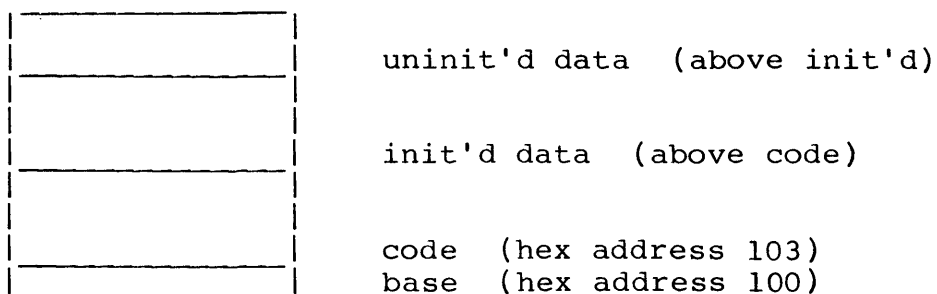 uninit'd data (above init'd)
init'd data (above code)
code (hex address 103)
base (hex address 100)